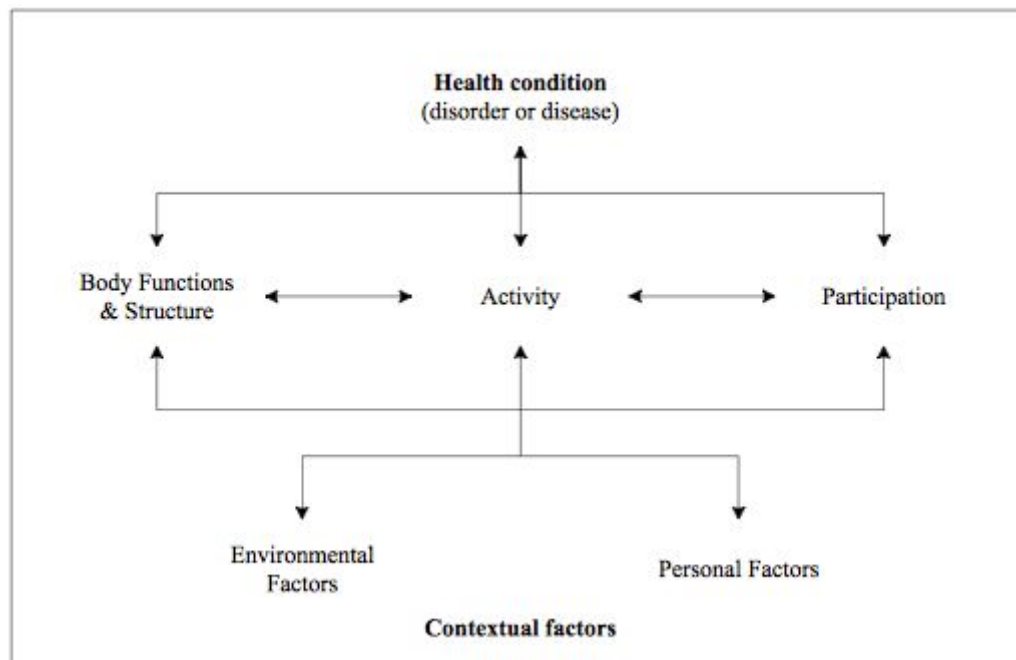 Health condition
(disorder or disease)
Body Functions
& Structure
Activity
Participation
Environmental
Factors
Personal Factors
Contextual factors